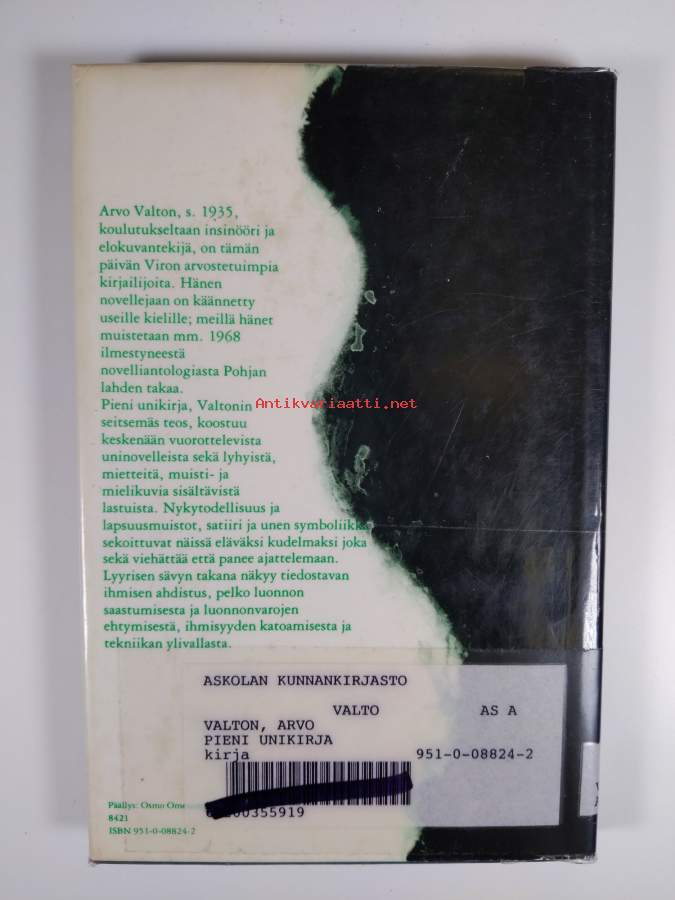 Arvo Valton, s. 1935,
koulutukseltaan insinööri ja
elokuvantekijä, on tämän
päivän Viron arvostetuimpia
kirjailijoita. Hänen
novellejaan on käännetty
useille kielille; meillä hänet
muistetaan mm. 1968
ilmestyneestä
novelliantologiasta Pohjan
lahden takaa.
Pieni unikirja, Valtonin
Antikvariaatti.net
seitsemäs teos, koostuu
keskenään vuorottelevista
uninovelleista sekä lyhyistä,
mietteitä, muisti- ja
mielikuvia sisältävistä
lastuista. Nykytodellisuus ja
lapsuusmuistot, satiiri ja unen symboliikka
sekoittuvat näissä eläväksi kudelmaksi joka
sekä viehättää että panee ajattelemaan.
Lyyrisen sävyn takana näkyy tiedostavan
ihmisen ahdistus, pelko luonnon
saastumisesta ja luonnonvarojen
ehtymisestä, ihmisyyden katoamisesta ja
tekniikan ylivallasta.
ASKOLAN KUNNANKIRJASTO
VALTO AS A
VALTON, ARVO
PIENI UNIKIRJA
kirja 951-0-08824-2
00355919
Päällys: Osmo
8421
ISBN 951-0-08824-2